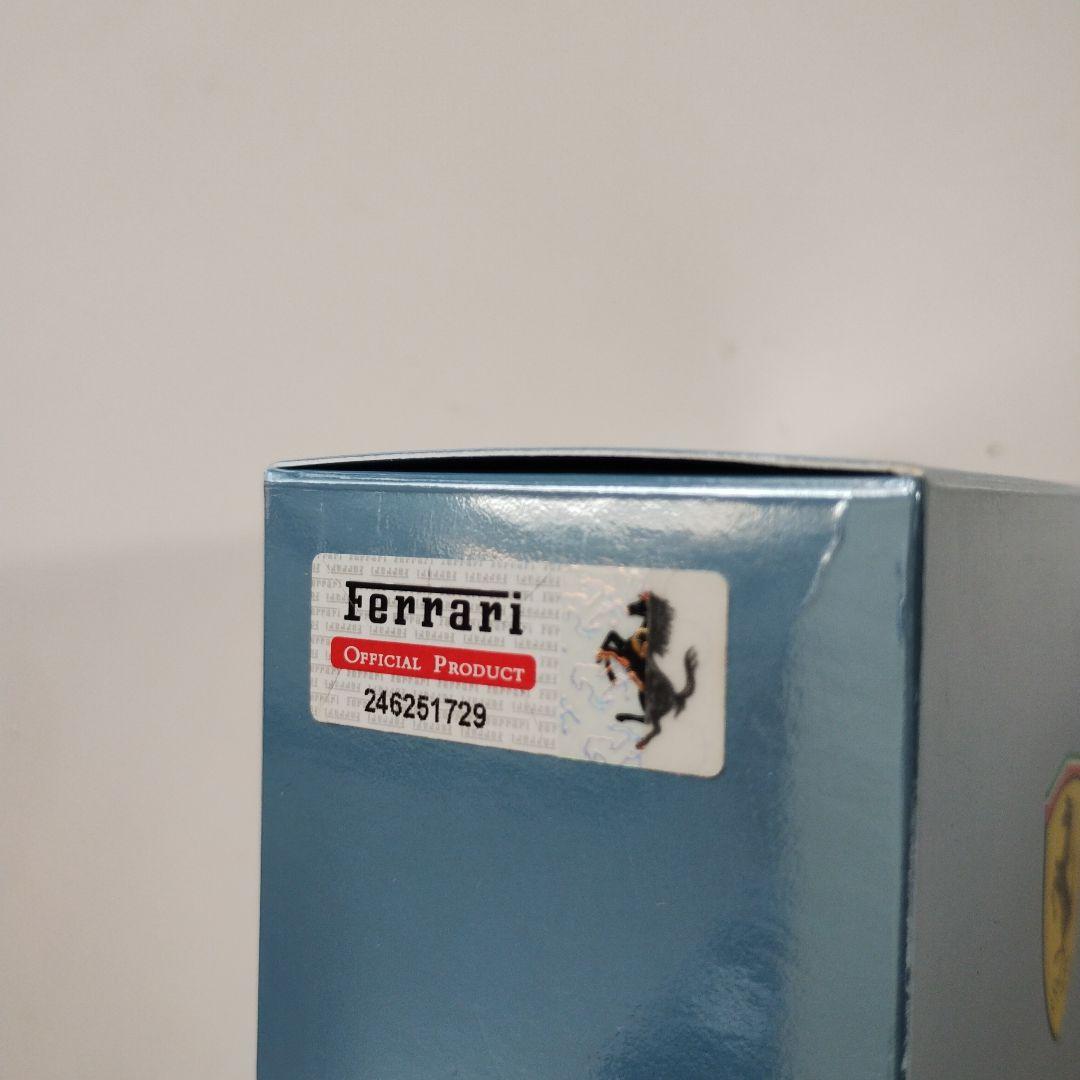 Ferrari
OFFICIAL PRODUCT
246251729